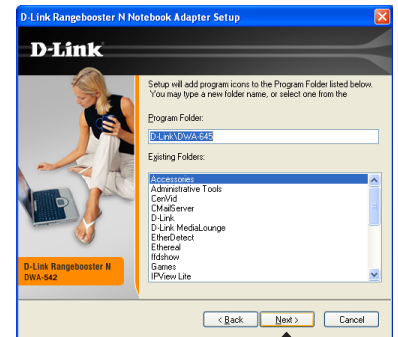 D-Link Rangebooster N Notebook Adapter Setup
D-Link
Setup will add program icons to the Program Folder listed below.
You may type a new folder name, or select one from the
Program Folder:
D-Link\DWA-645
Existing Folders:
Accessories
Administrative Tools
CenVid
CMailServer
D-Link
D-Link MediaLounge
EtherDetect
Ethereal
ffdshow
Games
IPView Lite
D-Link Rangebooster N
DWA-542
< Back
Next >
Cancel